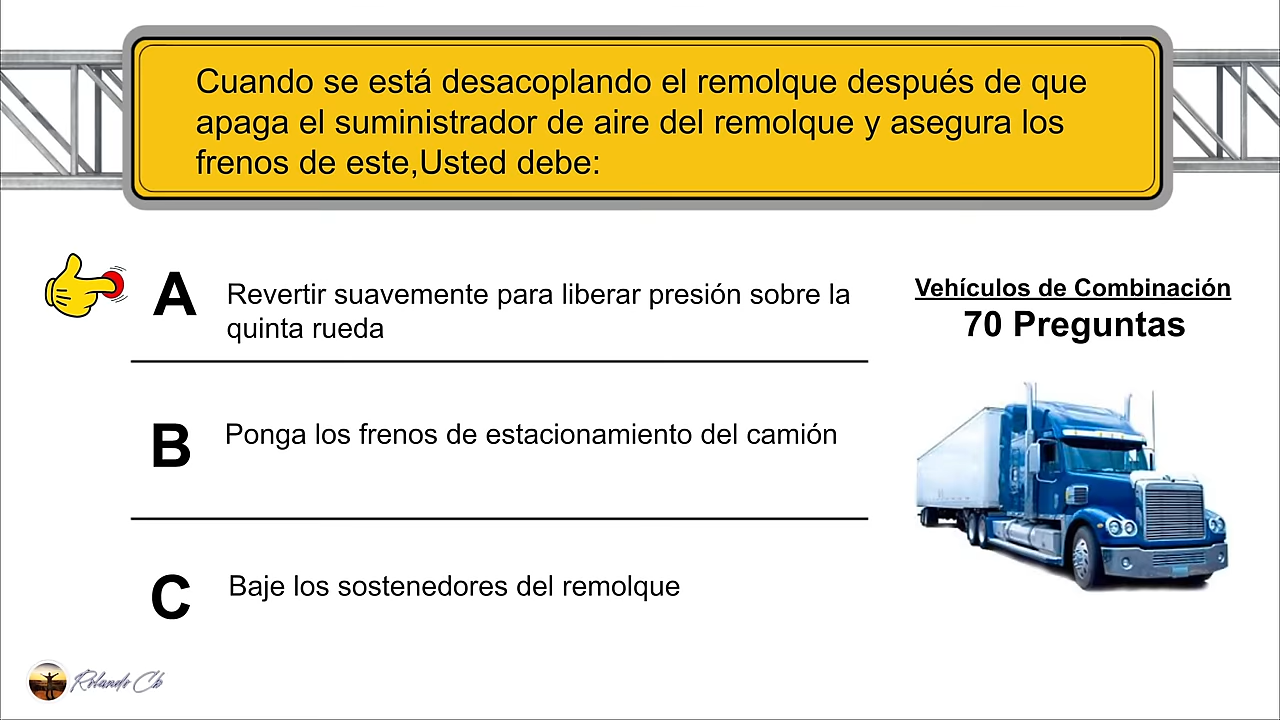 Cuando se está desacoplando el remolque después de que
apaga el suministrador de aire del remolque y asegura los
frenos de este,Usted debe:
A
Revertir suavemente para liberar presión sobre la
quinta rueda
B
Ponga los frenos de estacionamiento del camión
C
Baje los sostenedores del remolque
Vehículos de Combinación
70 Preguntas
Rolando Cb